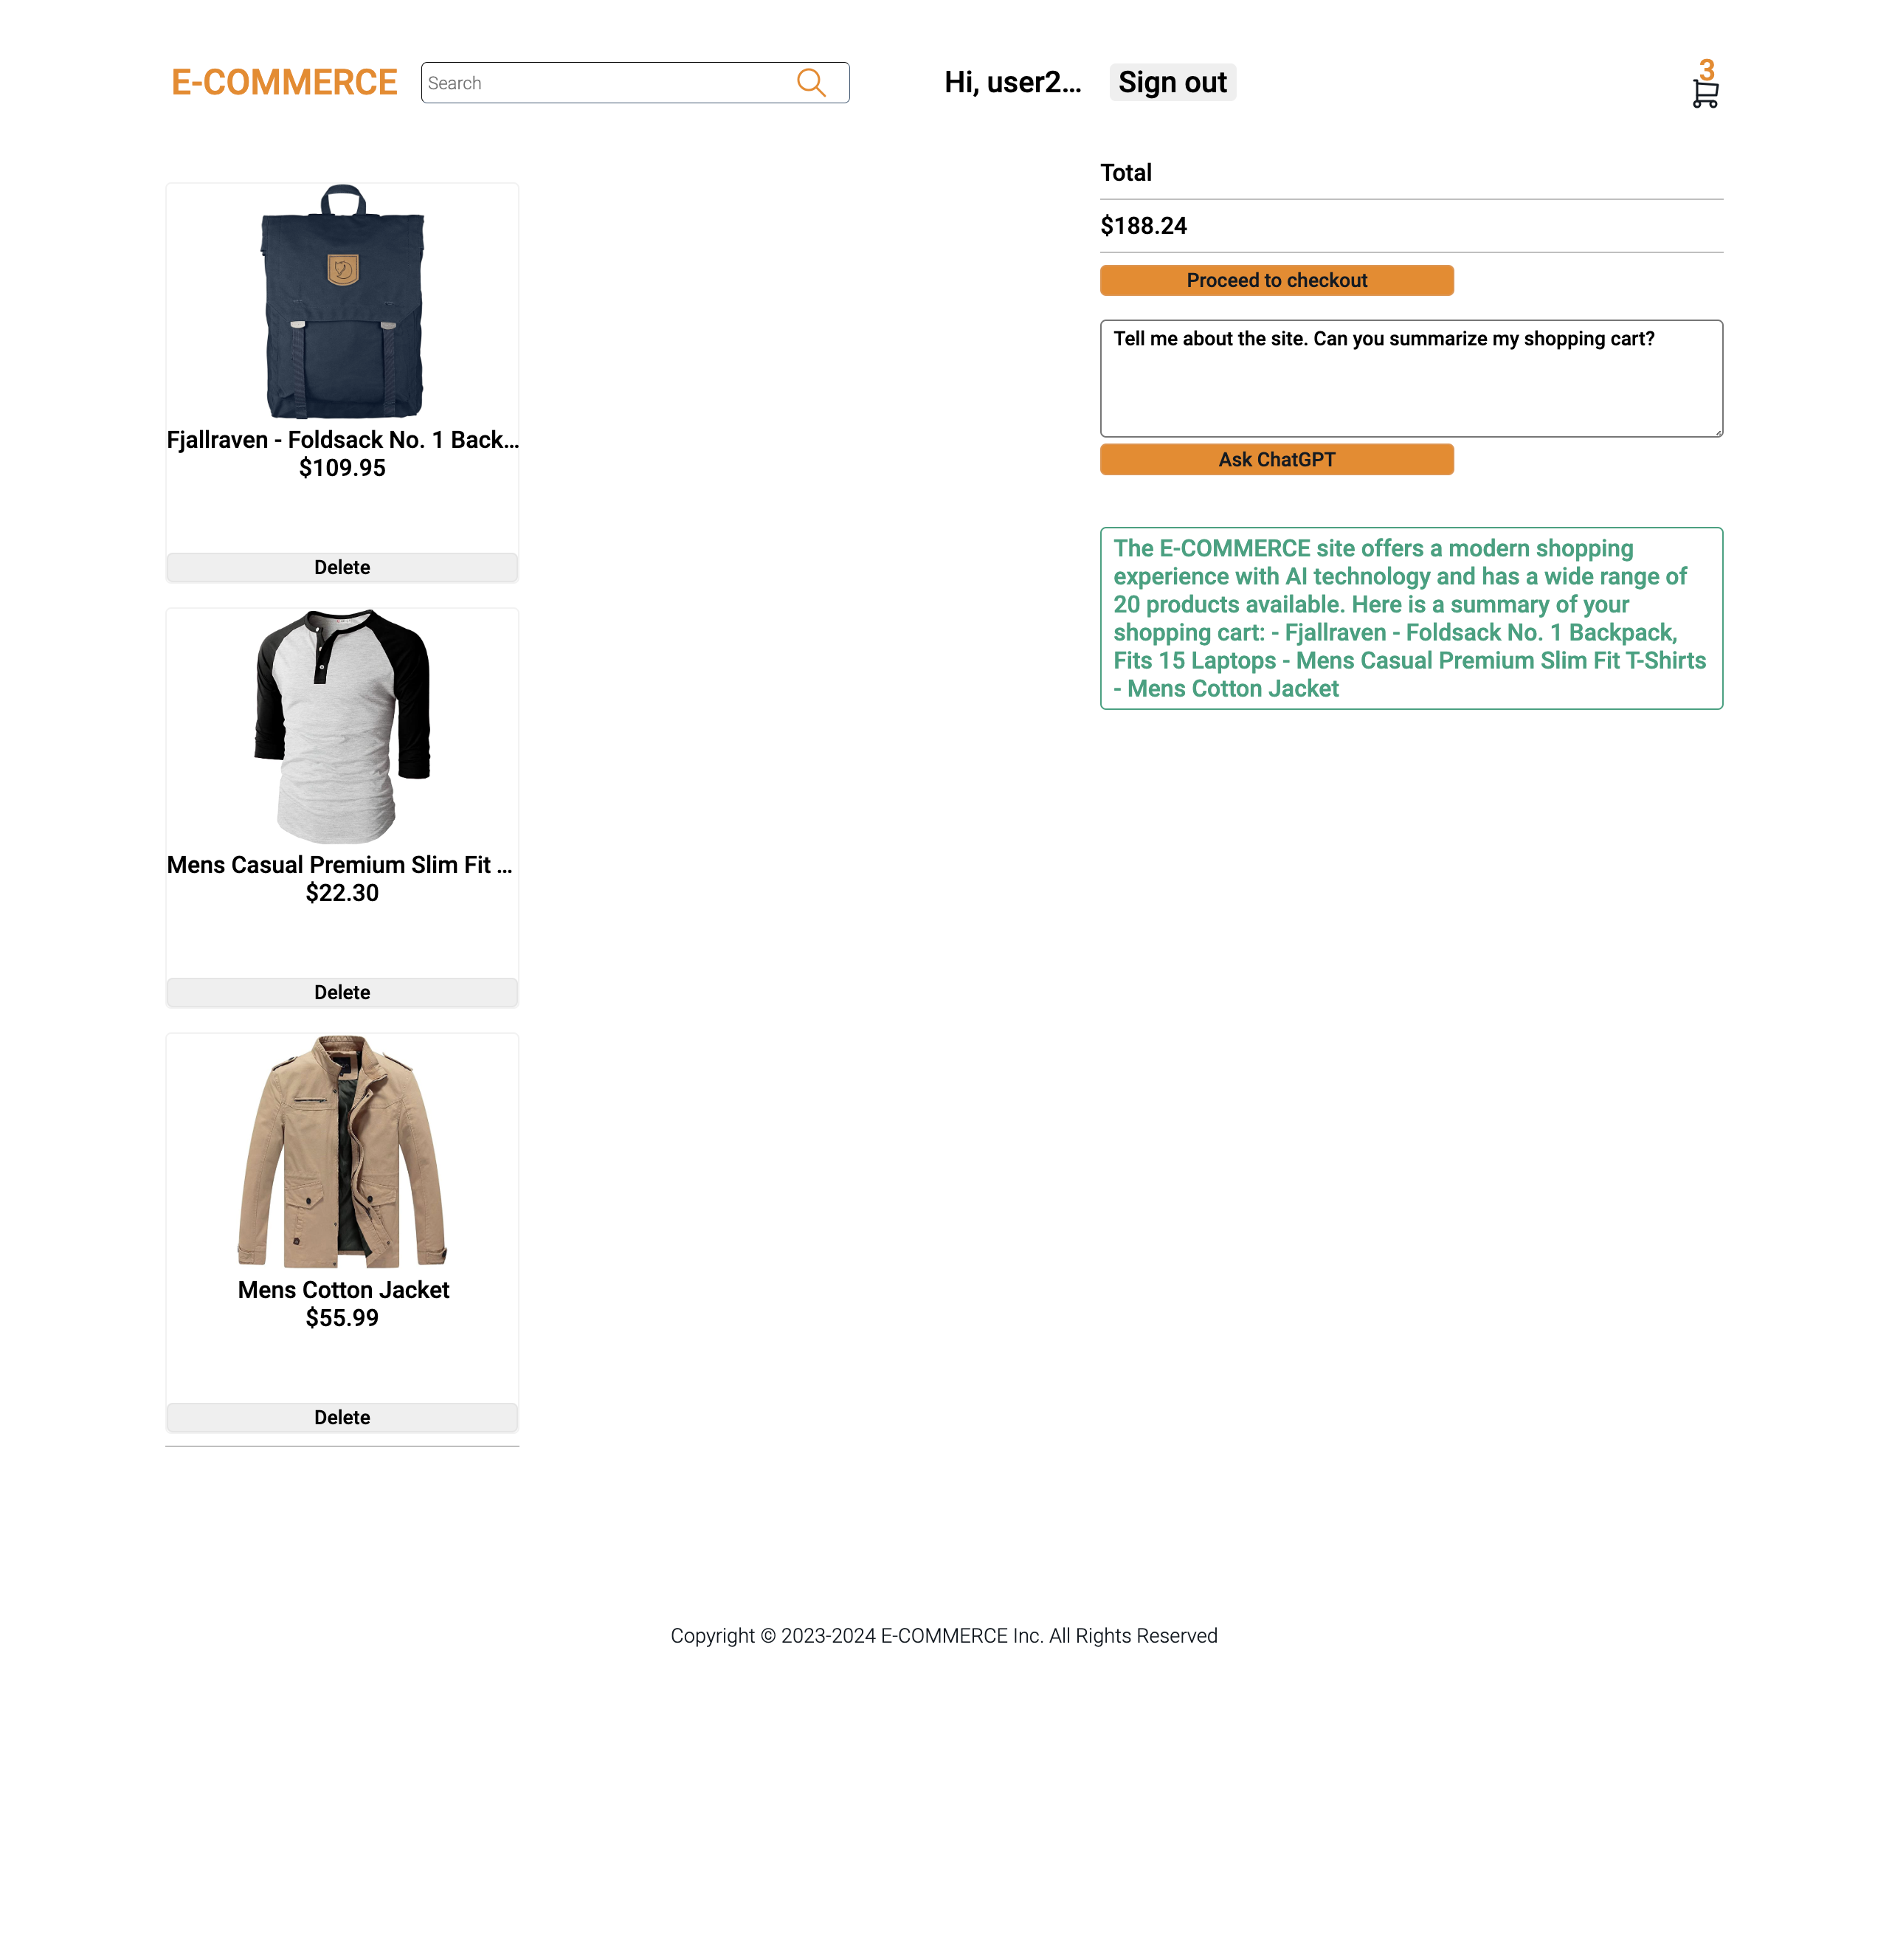 E-COMMERCE
Search
Hi, user2...
Sign out
3
Fjallraven - Foldsack No. 1 Back...
$109.95
Delete
Mens Casual Premium Slim Fit ...
$22.30
Delete
Mens Cotton Jacket
$55.99
Delete
Total
$188.24
Proceed to checkout
Tell me about the site. Can you summarize my shopping cart?
Ask ChatGPT
The E-COMMERCE site offers a modern shopping
experience with AI technology and has a wide range of
20 products available. Here is a summary of your
shopping cart: - Fjallraven - Foldsack No. 1 Backpack,
Fits 15 Laptops - Mens Casual Premium Slim Fit T-Shirts
- Mens Cotton Jacket
Copyright © 2023-2024 E-COMMERCE Inc. All Rights Reserved